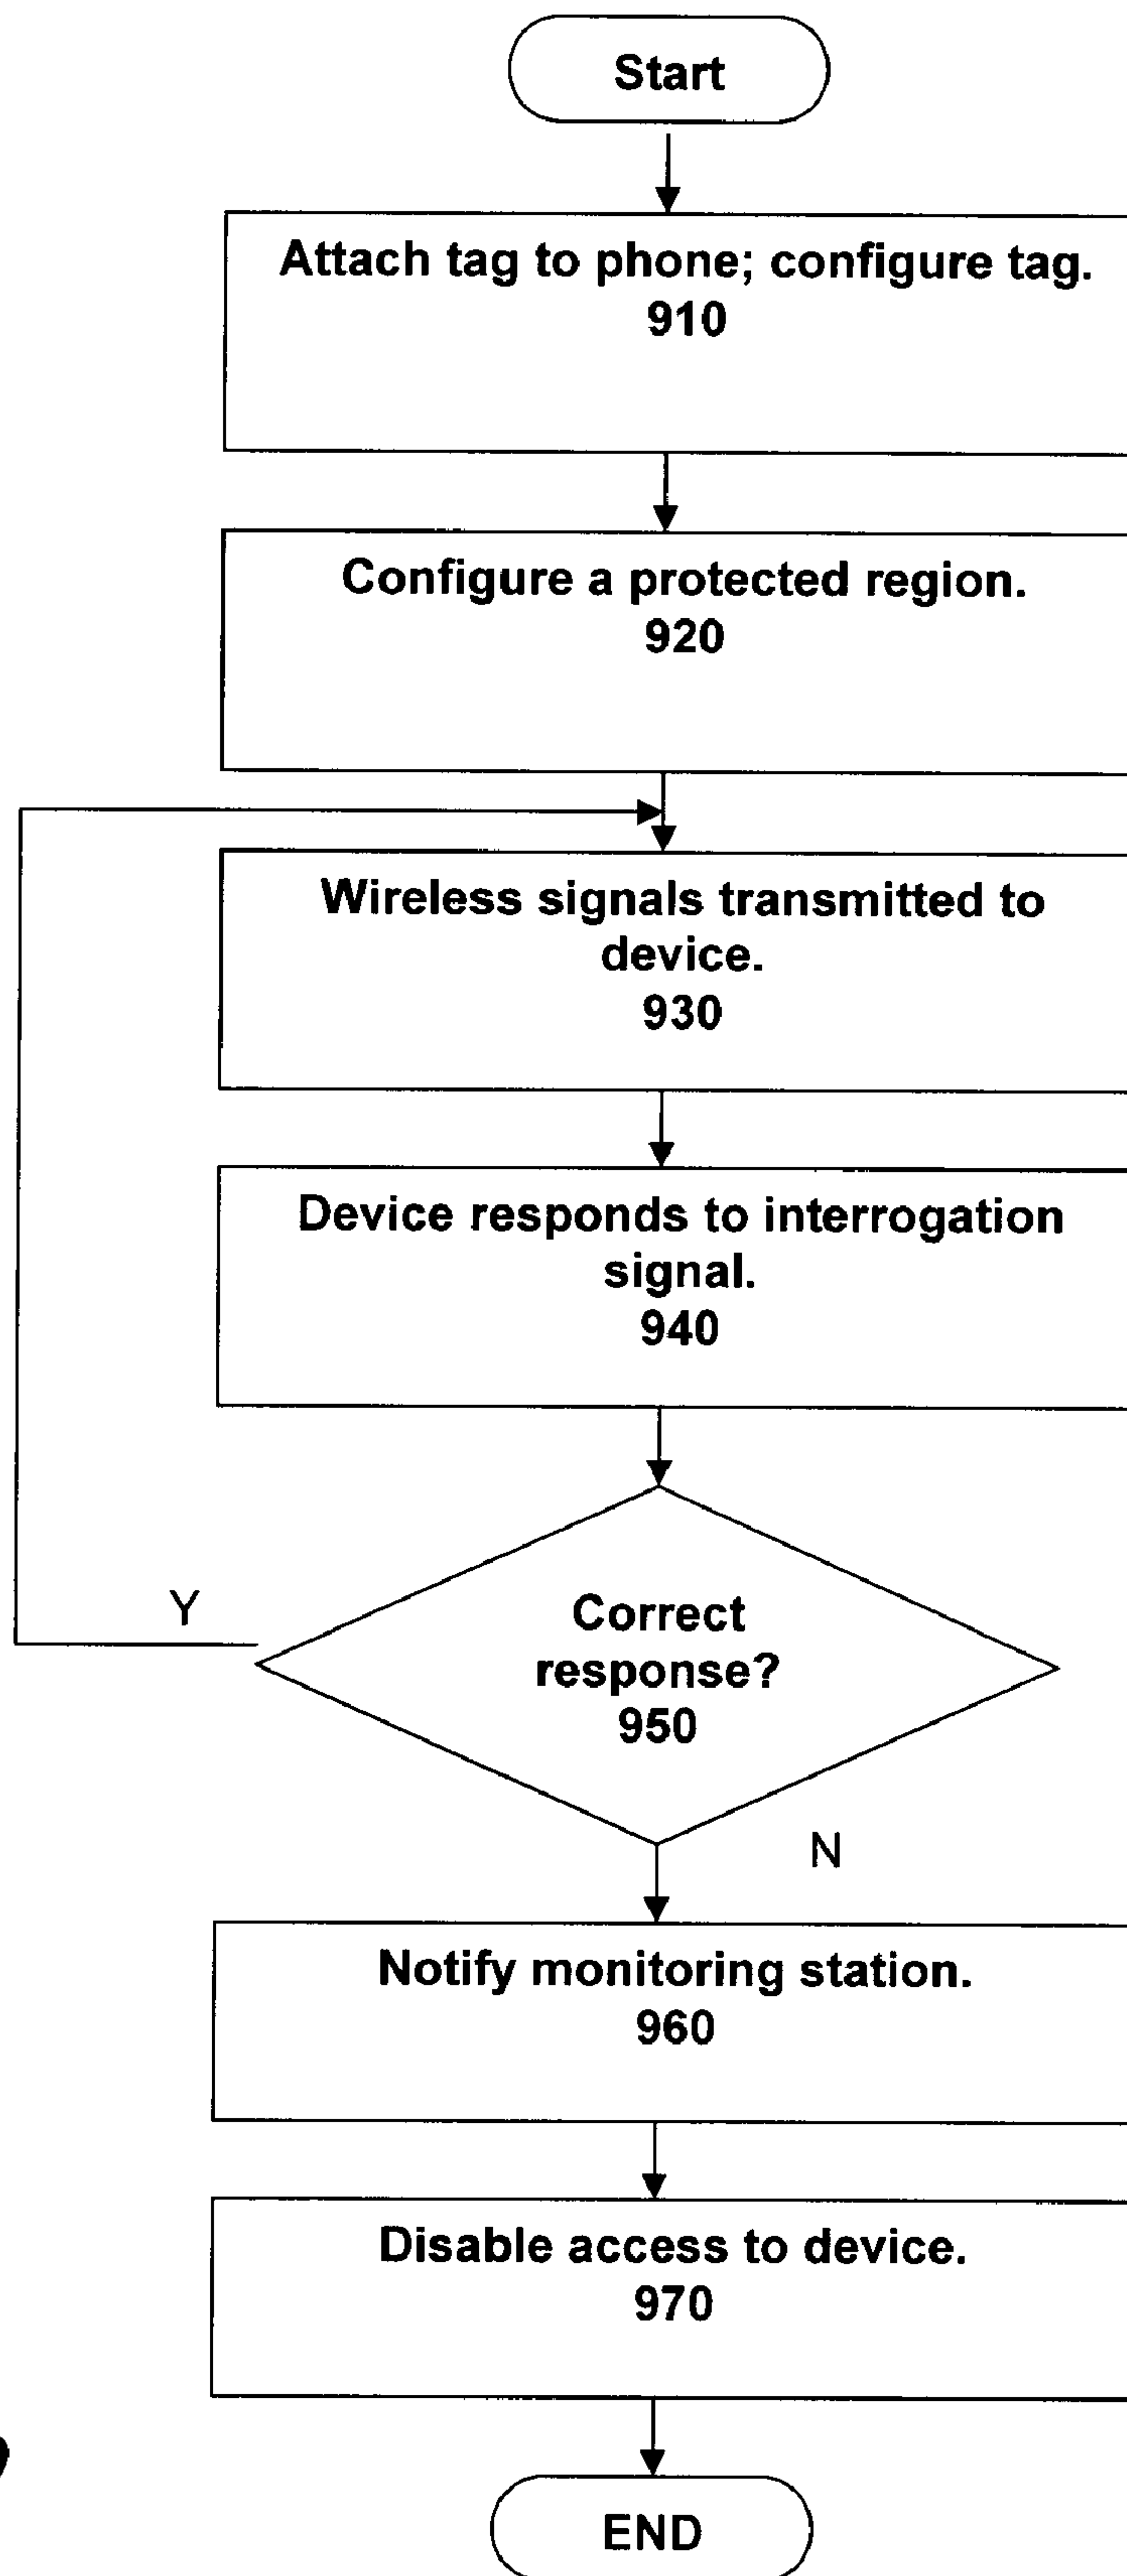 Start
Attach tag to phone; configure tag.
910
Configure a protected region.
920
Wireless signals transmitted to
device.
930
Device responds to interrogation
signal.
940
Y
Correct
response?
950
N
Notify monitoring station.
960
Disable access to device.
970
END